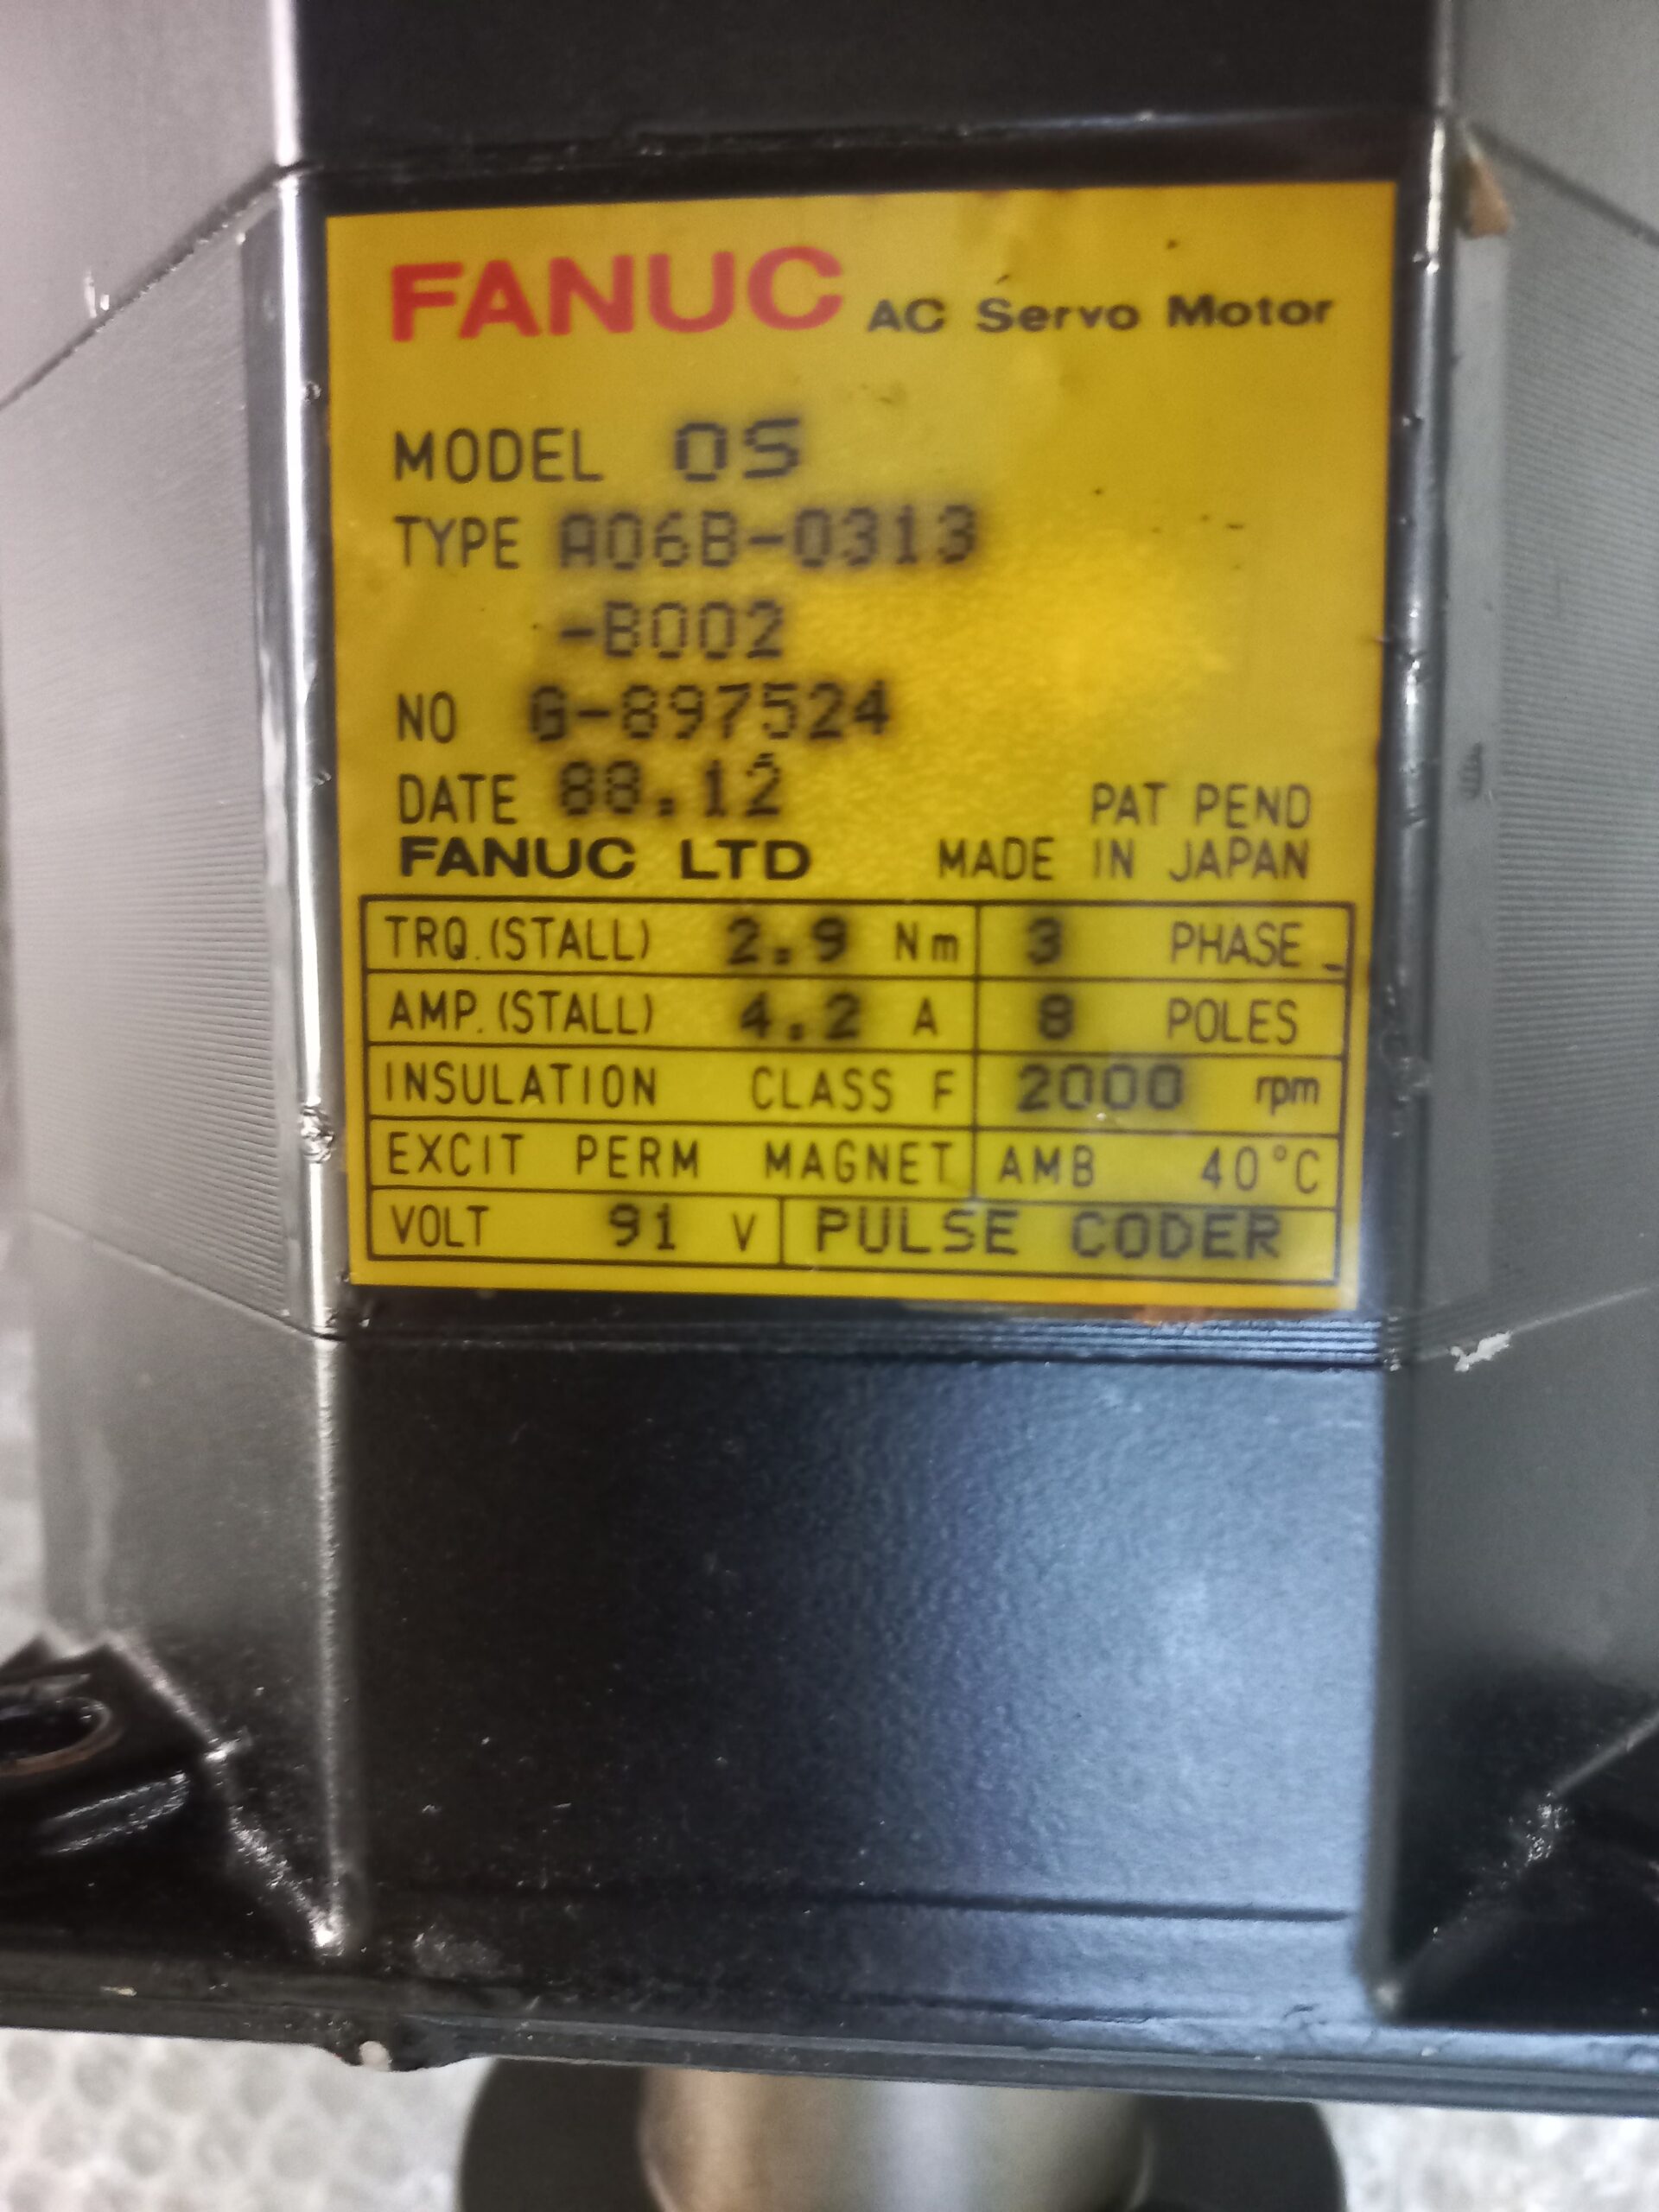 FANUC AC Servo Motor
MODEL 0S
TYPE A06B-0313
-B002
NO G-897524
DATE 88.12
PAT PEND
FANUC LTD MADE IN JAPAN
TRQ.(STALL) 2.9 Nm 3 PHASE
AMP.(STALL) 4.2 A 8 POLES
INSULATION CLASS F 2000 rpm
EXCIT PERM MAGNET AMB 40°C
VOLT 91 V PULSE CODER